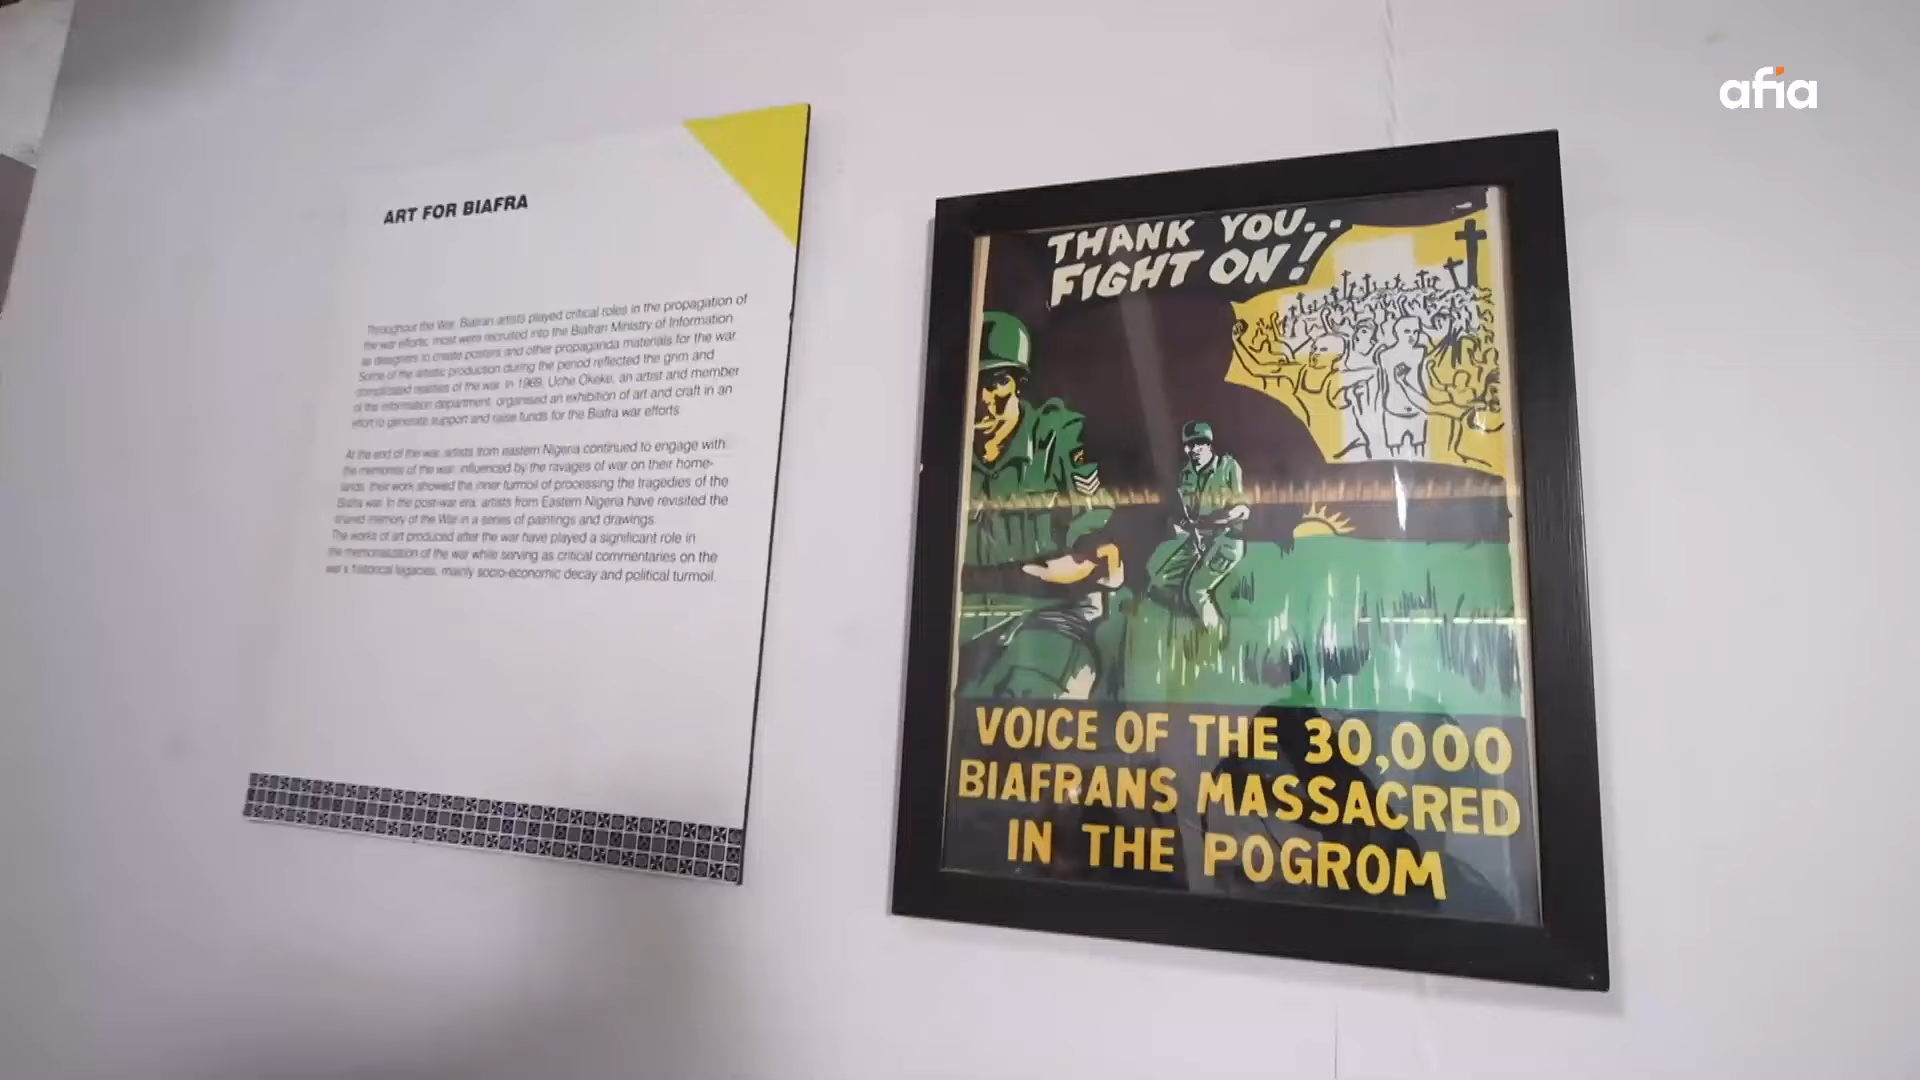 afia
ART FOR BIAFRA
Throughout the War, Biafran artists played critical roles in the propagation of
the war efforts; most were recruited into the Biafran Ministry of Information
as designers to create posters and other propaganda materials for the war.
Some of the artistic production during the period reflected the grim and
complicated realities of the war. In 1969, Uche Okeke, an artist and member
of the information department, organised an exhibition of art and craft in an
effort to generate support and raise funds for the Biafra war efforts.
At the end of the war, artists from eastern Nigeria continued to engage with
the memories of the war; influenced by the ravages of war on their home-
lands, their work showed the inner turmoil of processing the tragedies of the
Biafra war. In the post-war era, artists from Eastern Nigeria have revisited the
shared memory of the War in a series of paintings and drawings.
The works of art produced after the war have played a significant role in
the memorialization of the war while serving as critical commentaries on the
war's historical legacies, mainly socio-economic decay and political turmoil.
THANK YOU..
FIGHT ON!
VOICE OF THE 30,000
BIAFRANS MASSACRED
IN THE POGROM